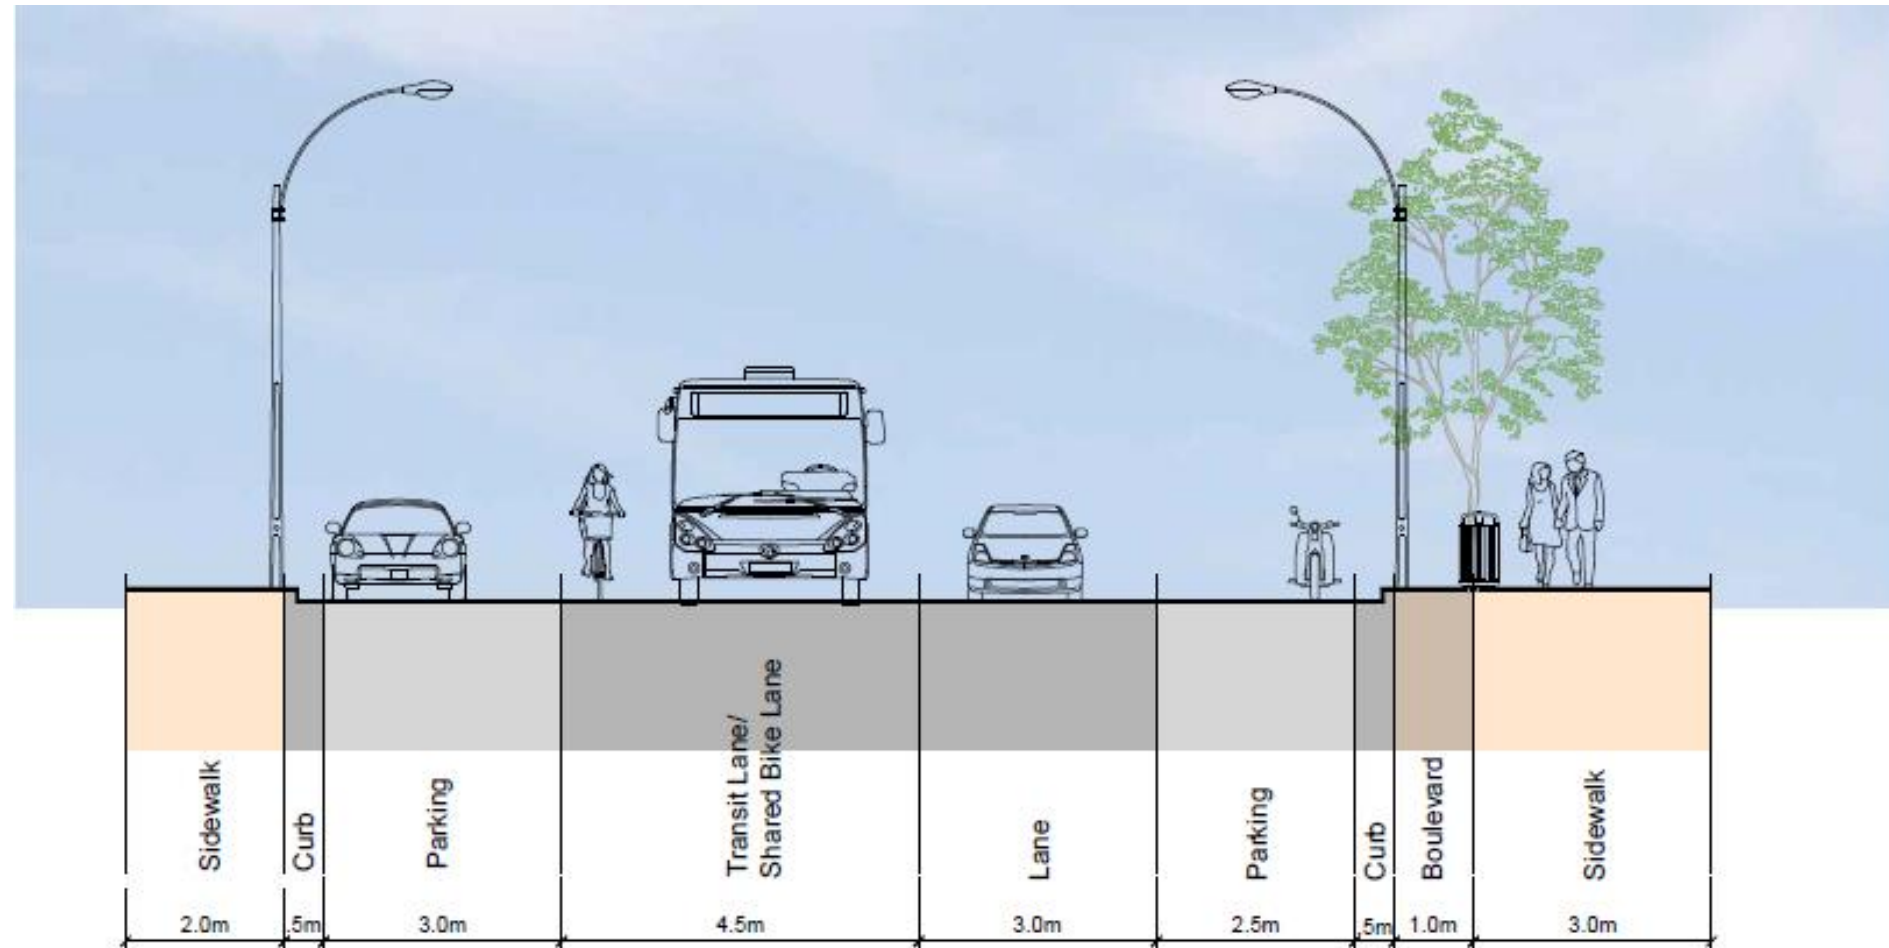 Sidewalk
Curb
Parking
Transit Lane/
Shared Bike Lane
Lane
Parking
Curb
Boulevard
Sidewalk
2.0m
.5m
3.0m
4.5m
3.0m
2.5m
.5m
1.0m
3.0m